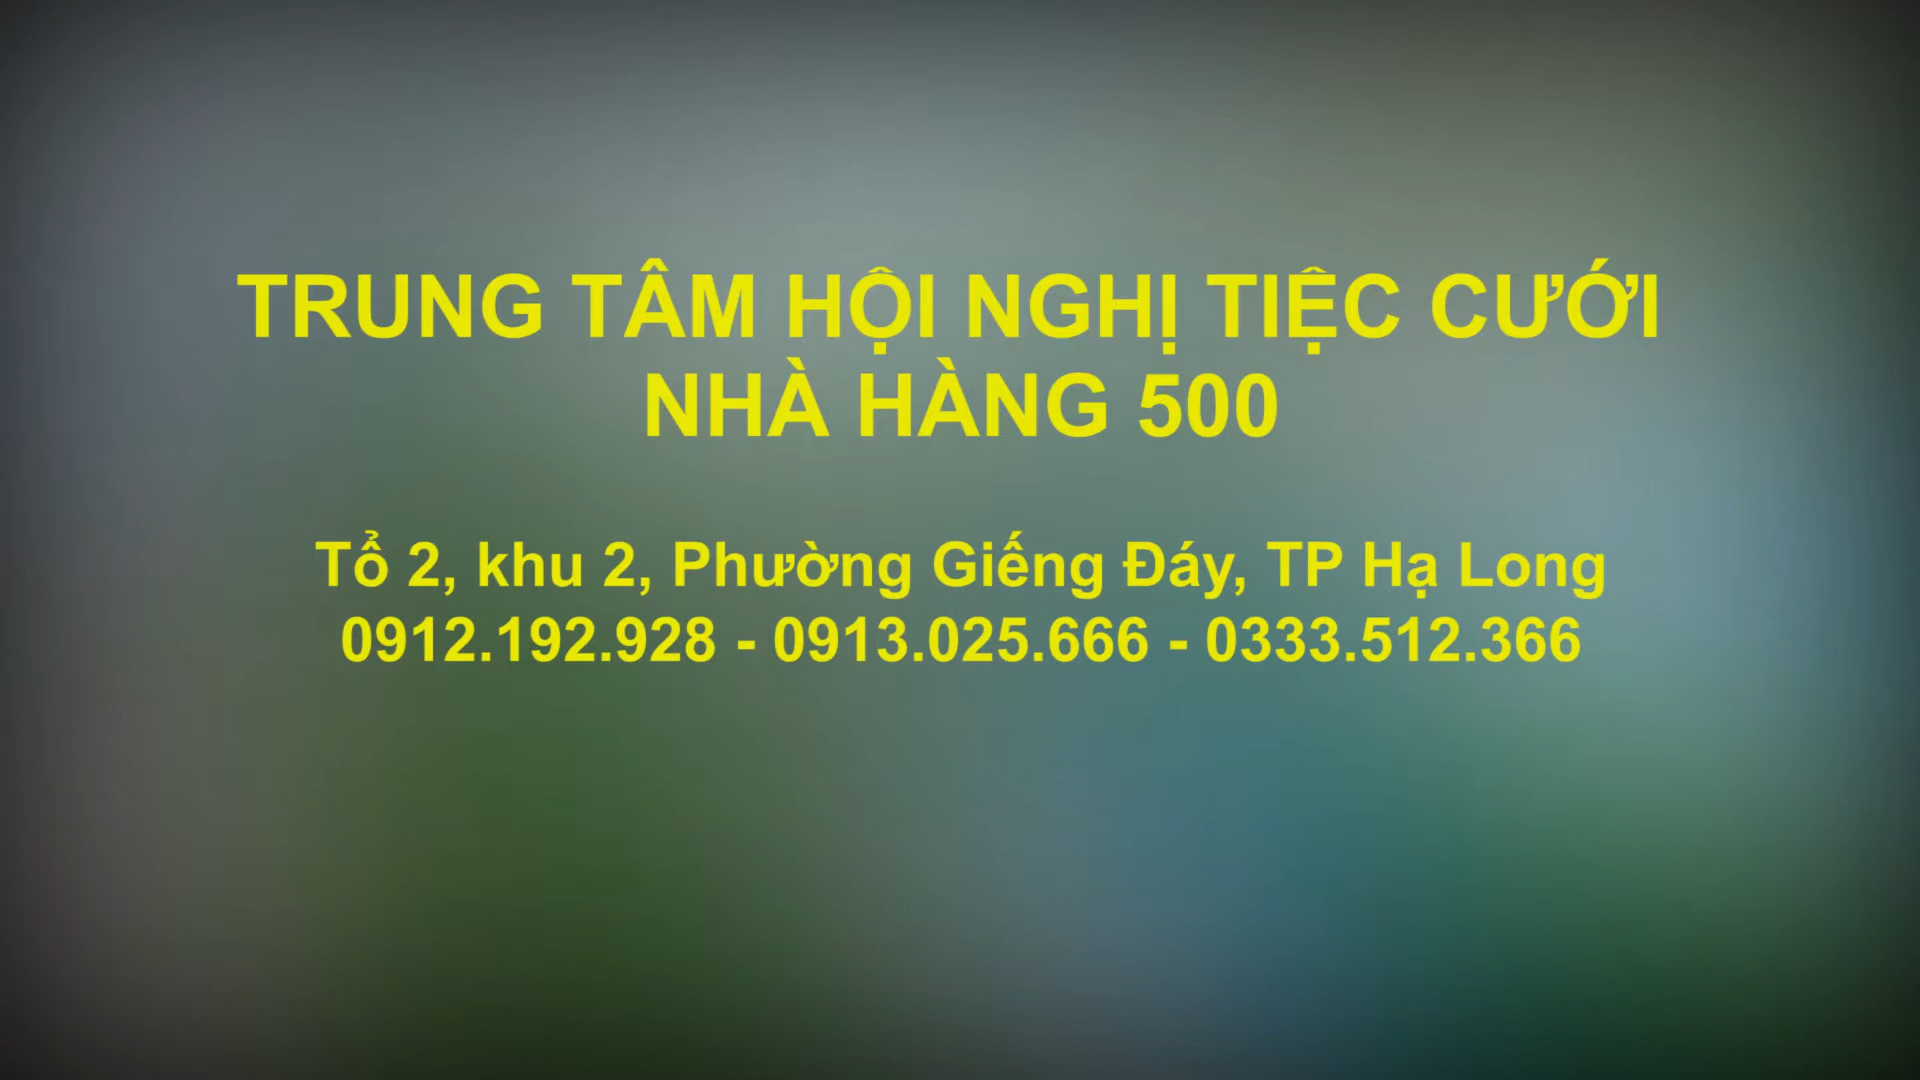 TRUNG TÂM HỘI NGHỊ TIỆC CƯỚI
NHÀ HÀNG 500
Tổ 2, khu 2, Phường Giếng Đáy, TP Hạ Long
0912.192.928 - 0913.025.666 - 0333.512.366